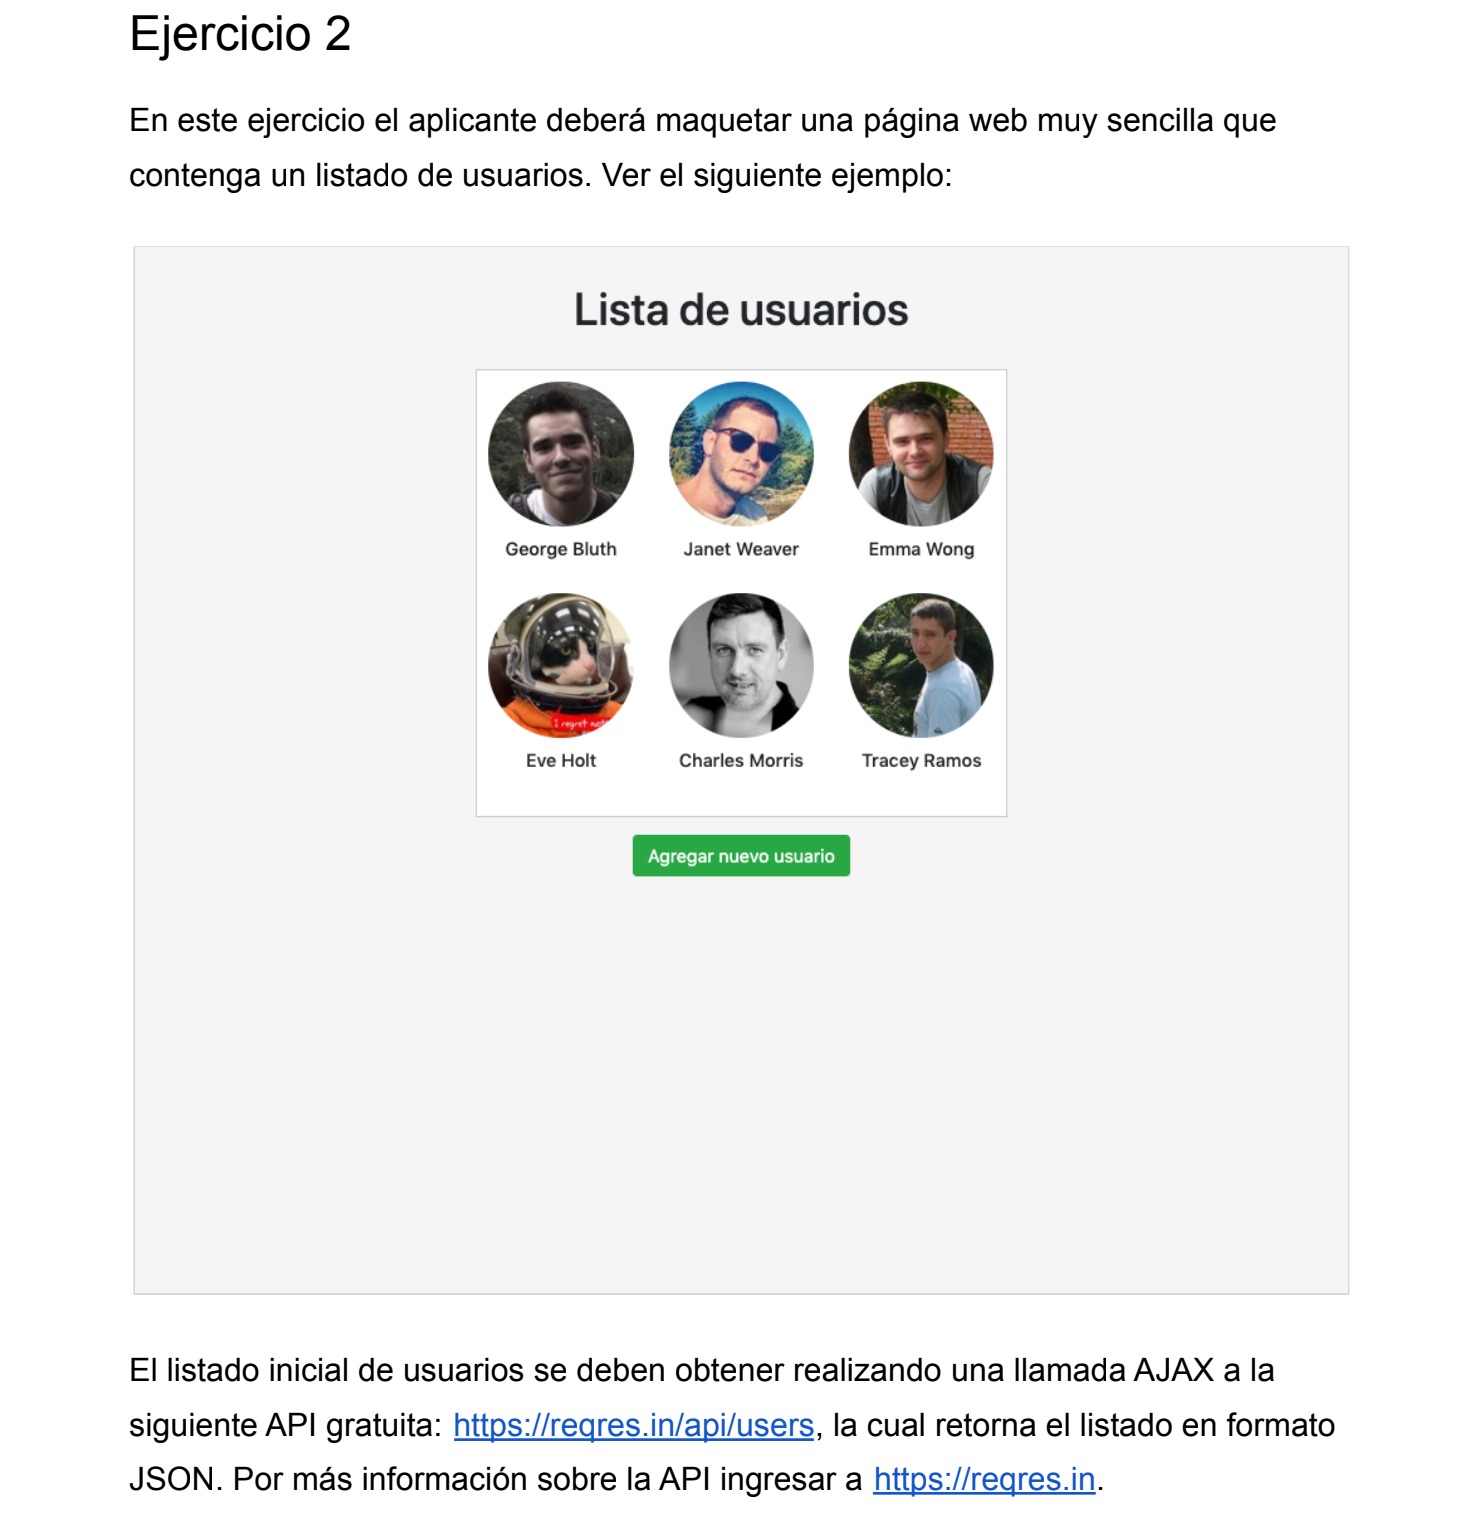 Ejercicio 2
En este ejercicio el aplicante deberá maquetar una página web muy sencilla que
contenga un listado de usuarios. Ver el siguiente ejemplo:
Lista de usuarios
George Bluth Janet Weaver Emma Wong
I regret
Eve Holt Charles Morris Tracey Ramos
Agregar nuevo usuario
El listado inicial de usuarios se deben obtener realizando una llamada AJAX a la
siguiente API gratuita: https://reqres.in/api/users, la cual retorna el listado en formato
JSON. Por más información sobre la API ingresar a https://reqres.in.